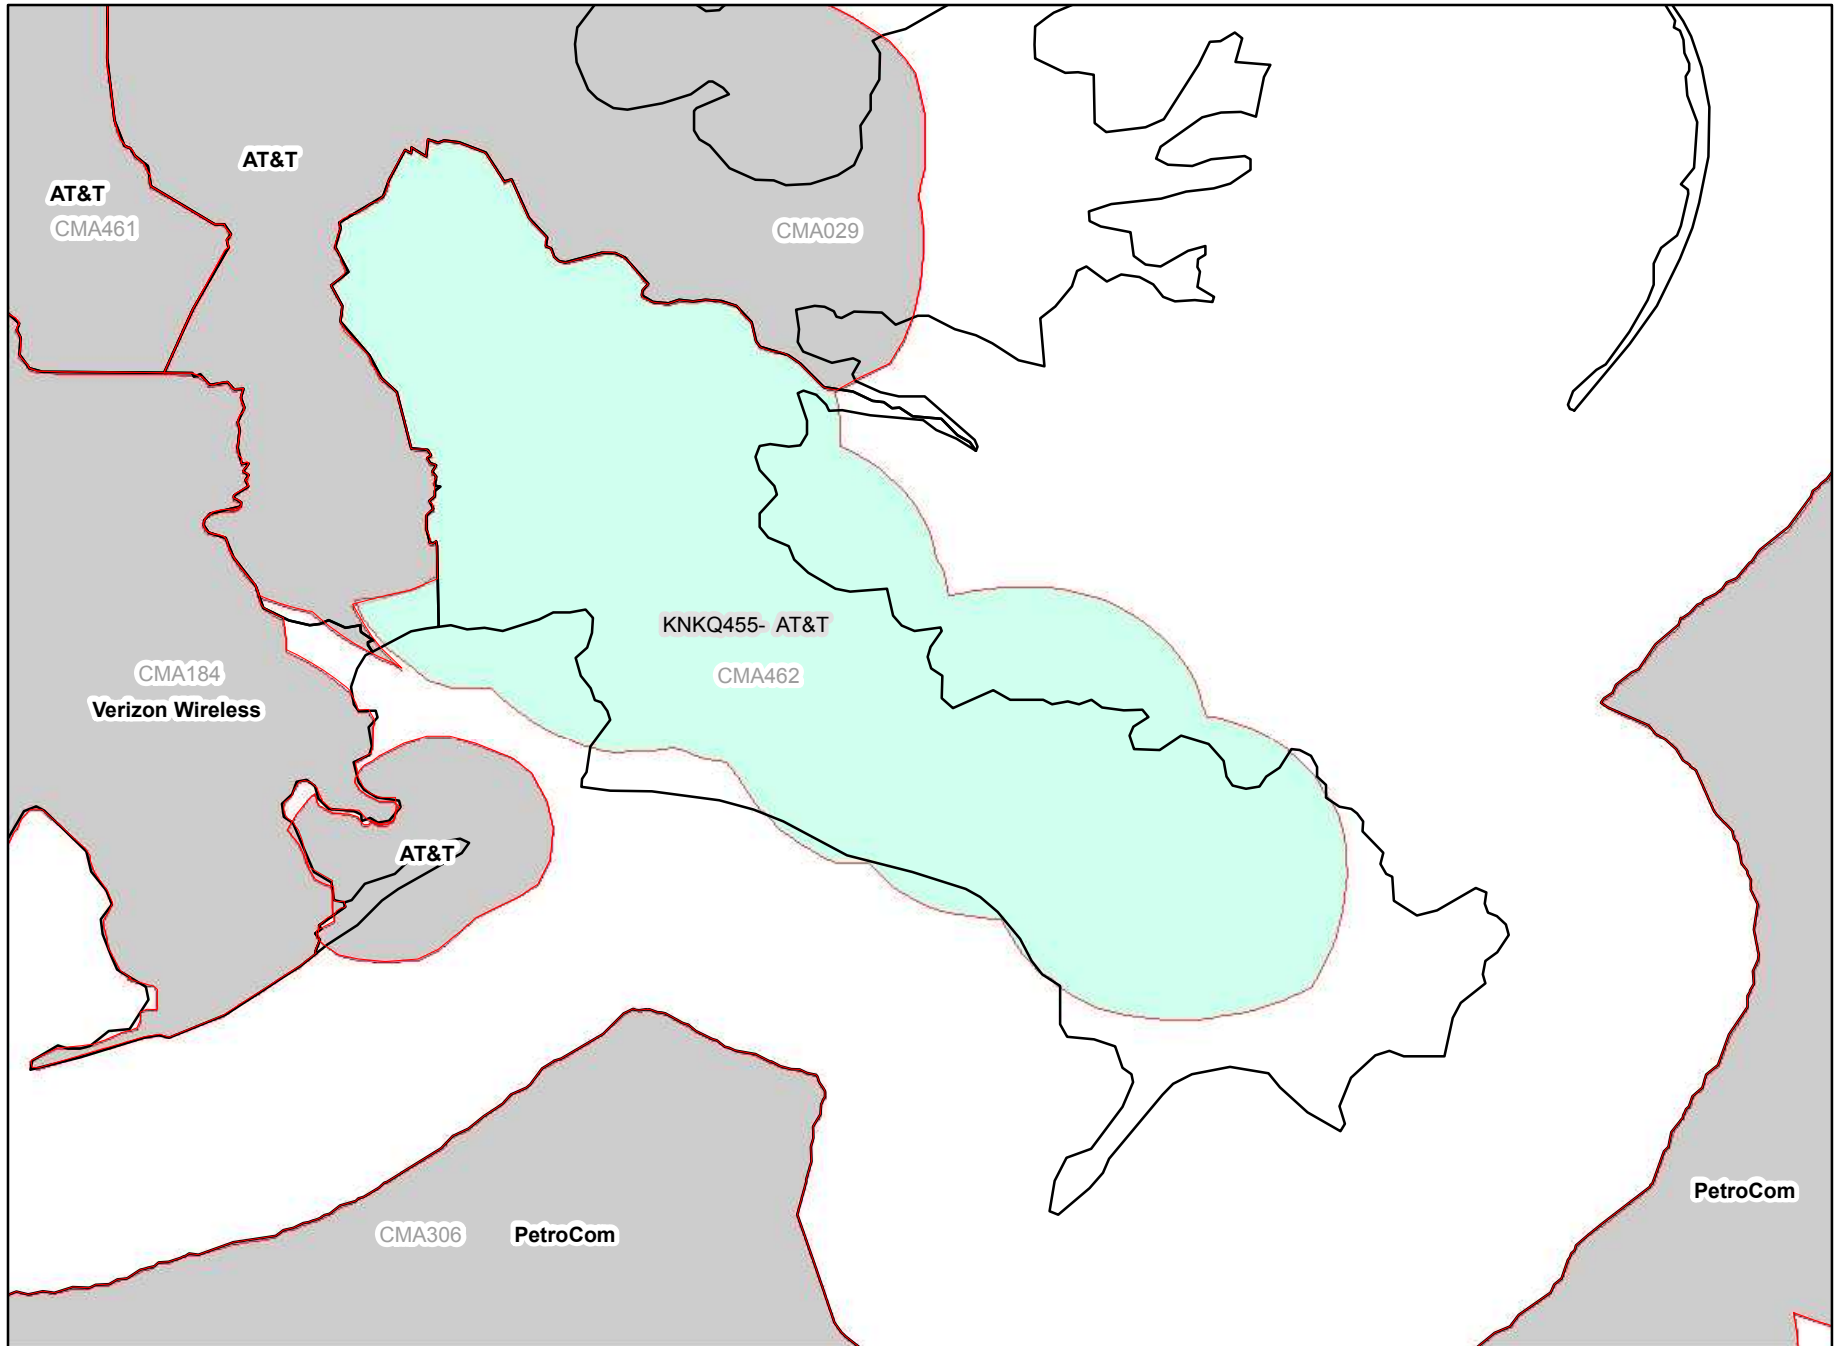 AT&T
AT&T
CMA461
CMA029
KNKQ455- AT&T
CMA462
CMA184
Verizon Wireless
AT&T
PetroCom
CMA306 PetroCom